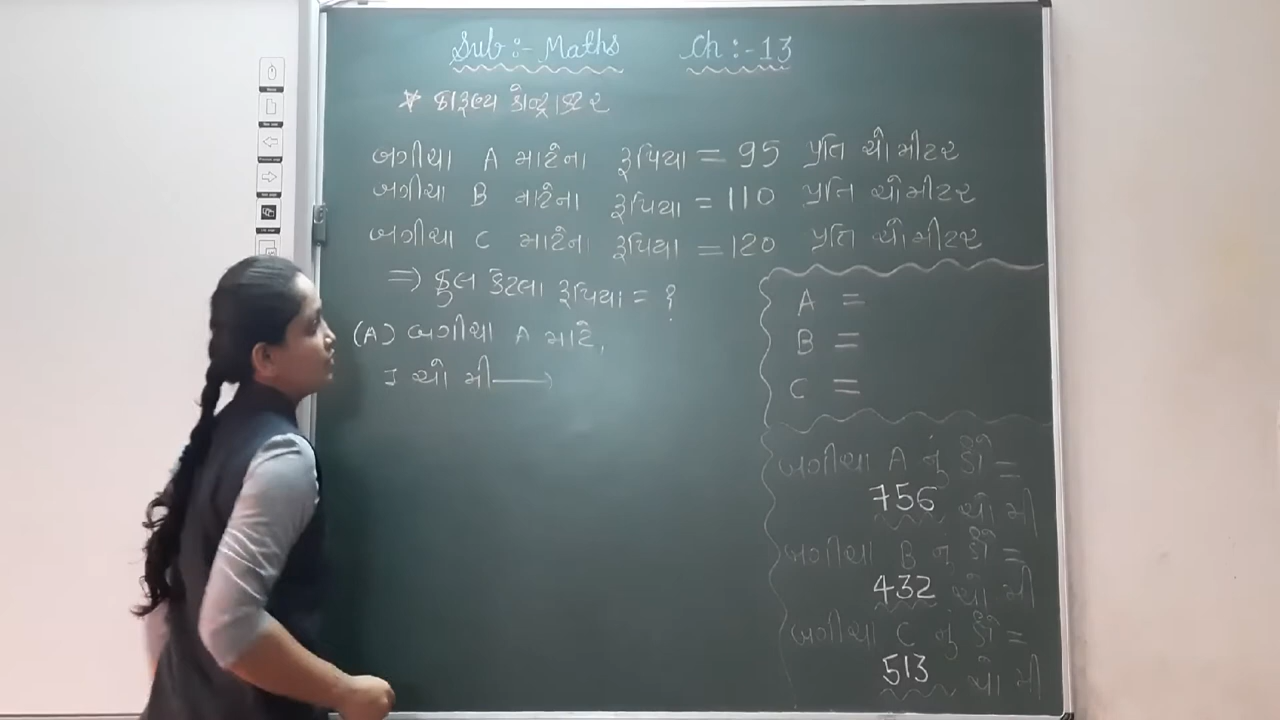 Sub:- Maths Ch:-13
* ટાઈલ્સ કોન્ટ્રાક્ટર
બગીચા A માટેના રૂપિયા = 95 પ્રતિ ચોમીટર
બગીચા B માટેના રૂપિયા = 110 પ્રતિ ચોમીટર
બગીચા C માટેના રૂપિયા = 120 પ્રતિ ચોમીટર
=> કુલ કેટલા રૂપિયા = ?
(A) બગીચા A માટે,
1 ચો મી →
A =
B =
C =
બગીચા A નું ક્ષે =
756 ચો મી
બગીચા B નું ક્ષે =
432 ચો મી
બગીચા C નું ક્ષે =
513 ચો મી